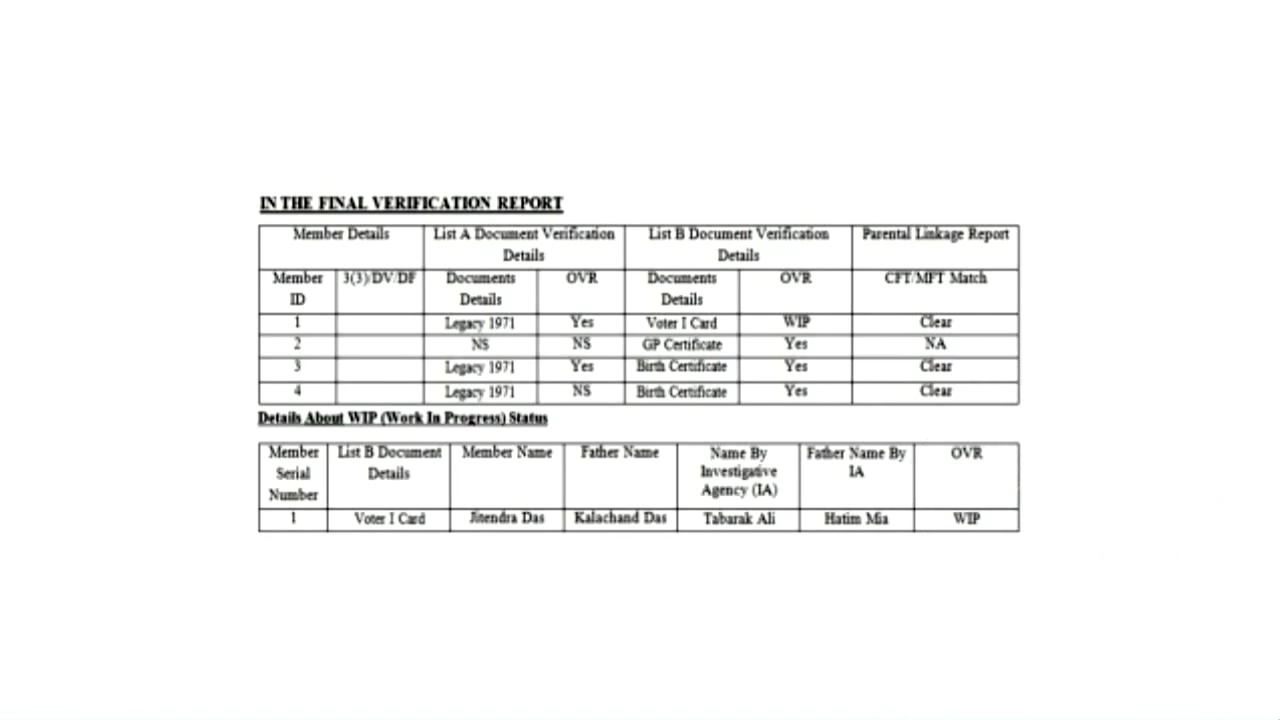 IN THE FINAL VERIFICATION REPORT
Member Details List A Document Verification Details List B Document Verification Details Parental Linkage Report
Member ID 3(3)/DV/DF Documents Details OVR Documents Details OVR CFT/MFT Match
1 Legacy 1971 Yes Voter I Card WIP Clear
2 NS NS GP Certificate Yes NA
3 Legacy 1971 Yes Birth Certificate Yes Clear
4 Legacy 1971 NS Birth Certificate Yes Clear
Details About WIP (Work In Progress) Status
Member Serial Number List B Document Details Member Name Father Name Name By Investigative Agency (IA) Father Name By IA OVR
1 Voter I Card Jitendra Das Kalachand Das Tabarak Ali Hatim Mia WIP